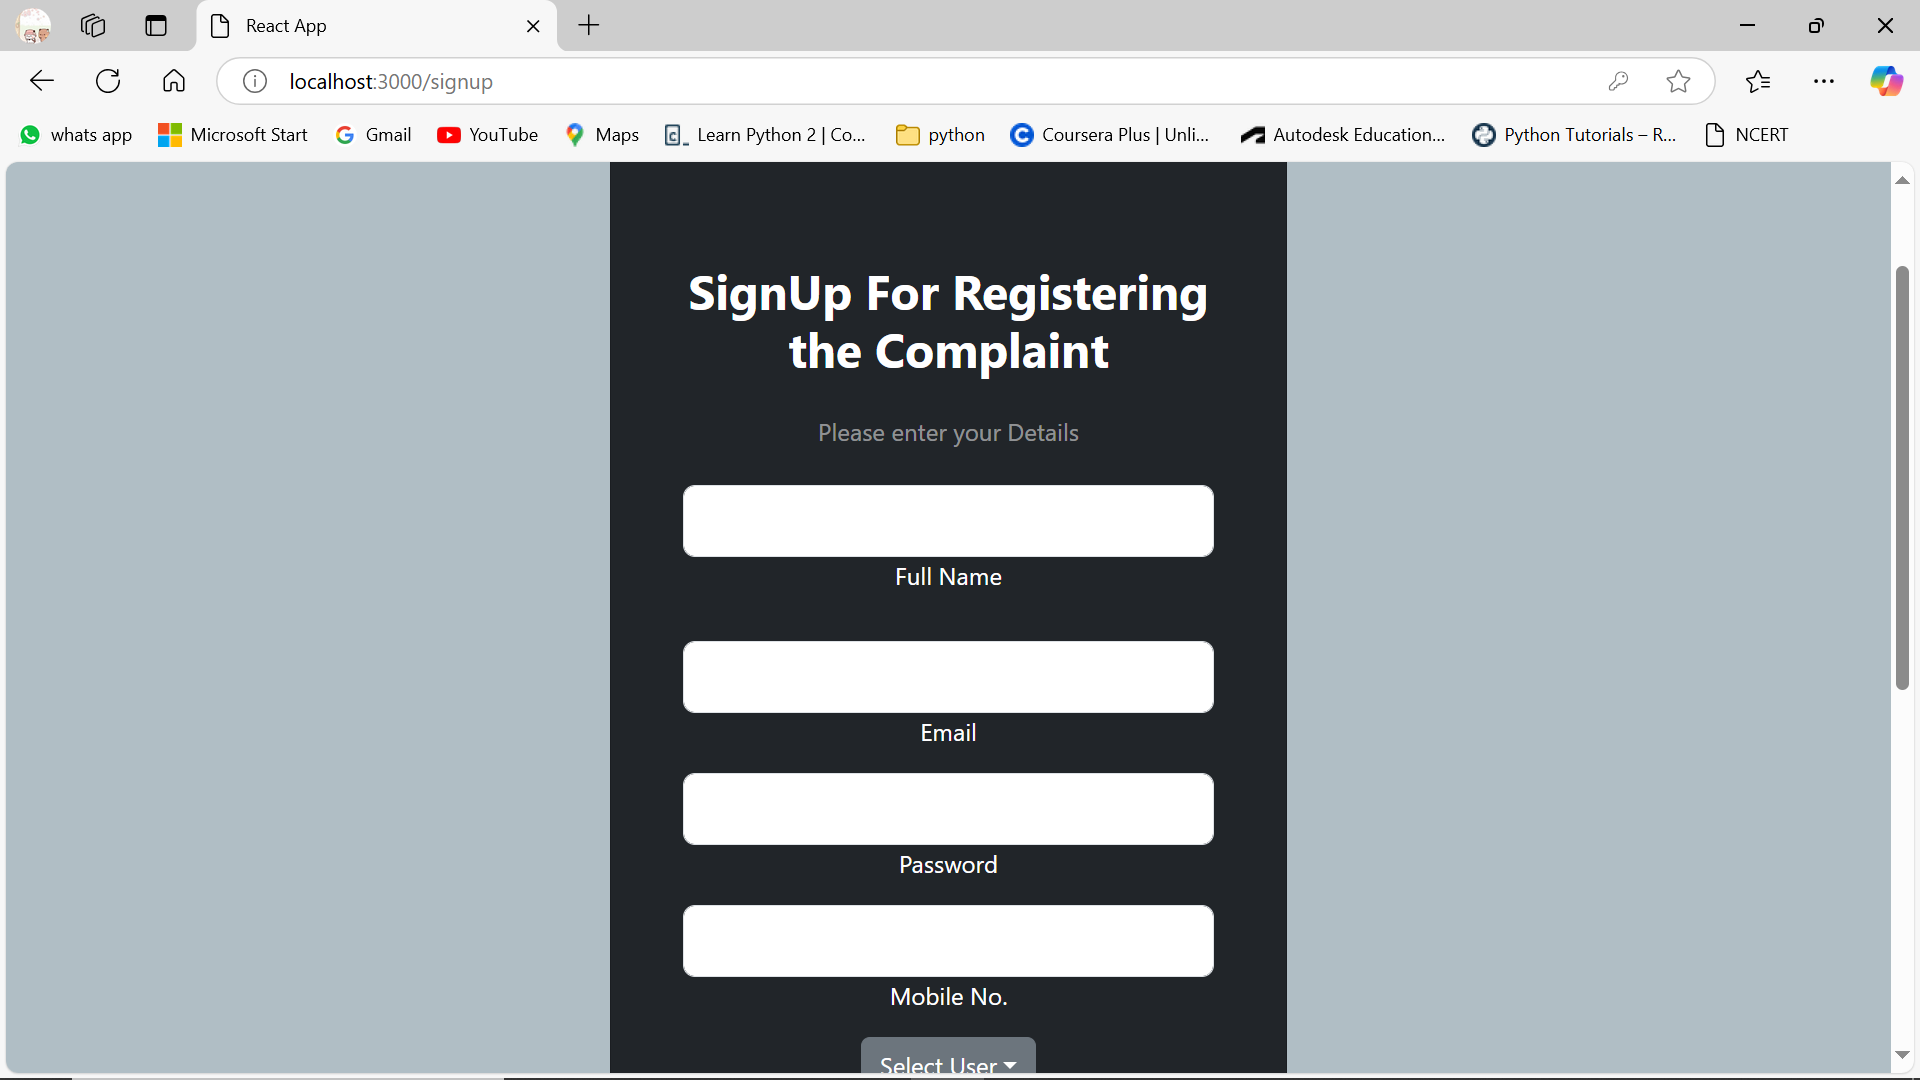 React App
localhost:3000/signup
whats app Microsoft Start Gmail YouTube Maps Learn Python 2 | Co... python Coursera Plus | Unli... Autodesk Education... Python Tutorials – R... NCERT
SignUp For Registering
the Complaint
Please enter your Details
Full Name
Email
Password
Mobile No.
Select User